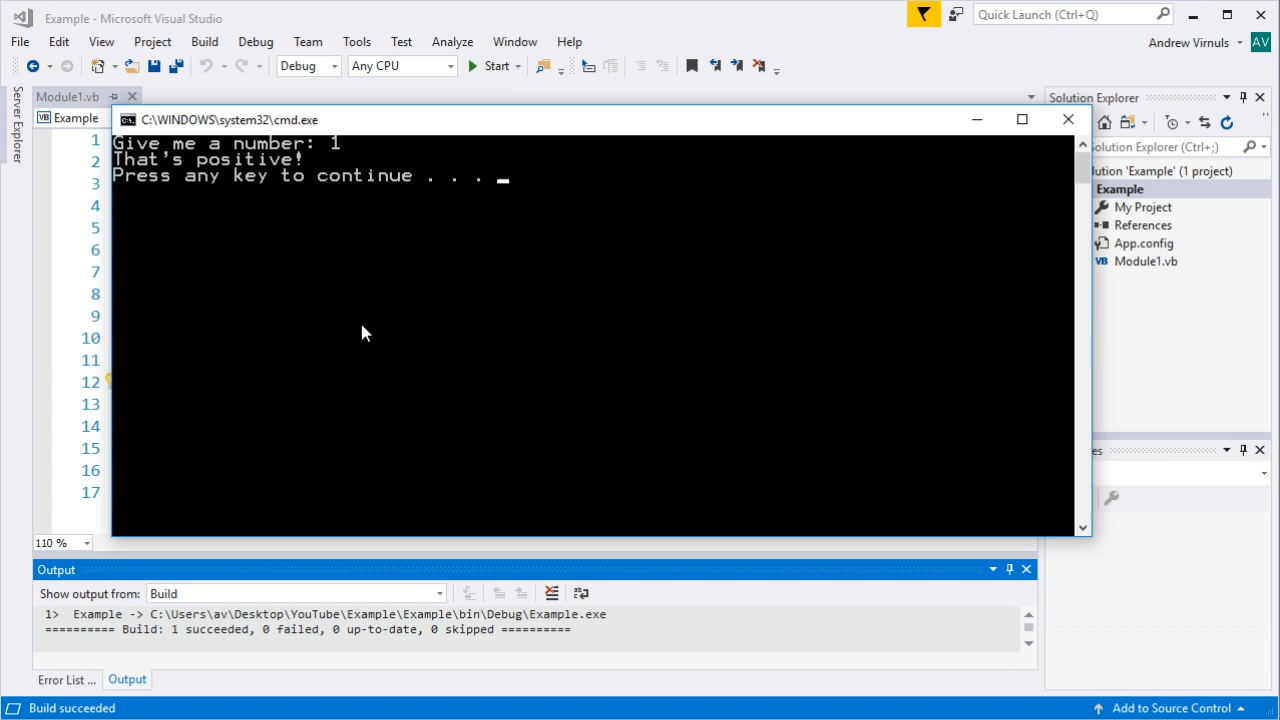 Example - Microsoft Visual Studio
Quick Launch (Ctrl+Q)
File Edit View Project Build Debug Team Tools Test Analyze Window Help
Andrew Virnuls AV
Debug Any CPU Start
Server Explorer
Module1.vb
Solution Explorer
VB Example
C:\WINDOWS\system32\cmd.exe
Give me a number: 1
That's positive!
Press any key to continue . . . _
Solution Explorer (Ctrl+;)
lution 'Example' (1 project)
Example
My Project
References
App.config
VB Module1.vb
1
2
3
4
5
6
7
8
9
10
11
12
13
14
15
16
17
es
110 %
Output
Show output from: Build
1> Example -> C:\Users\av\Desktop\YouTube\Example\Example\bin\Debug\Example.exe
========== Build: 1 succeeded, 0 failed, 0 up-to-date, 0 skipped ==========
Error List ... Output
Build succeeded
Add to Source Control